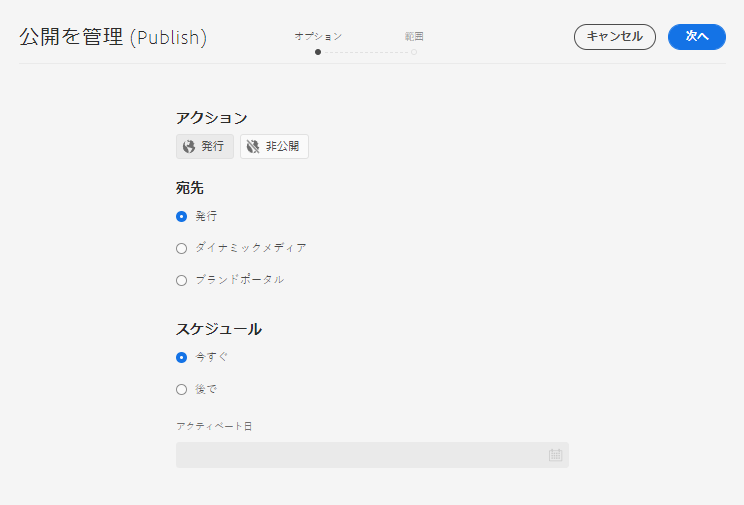 公開を管理 (Publish)
オプション
範囲
キャンセル
次へ
アクション
発行
非公開
宛先
発行
ダイナミックメディア
ブランドポータル
スケジュール
今すぐ
後で
アクティベート日